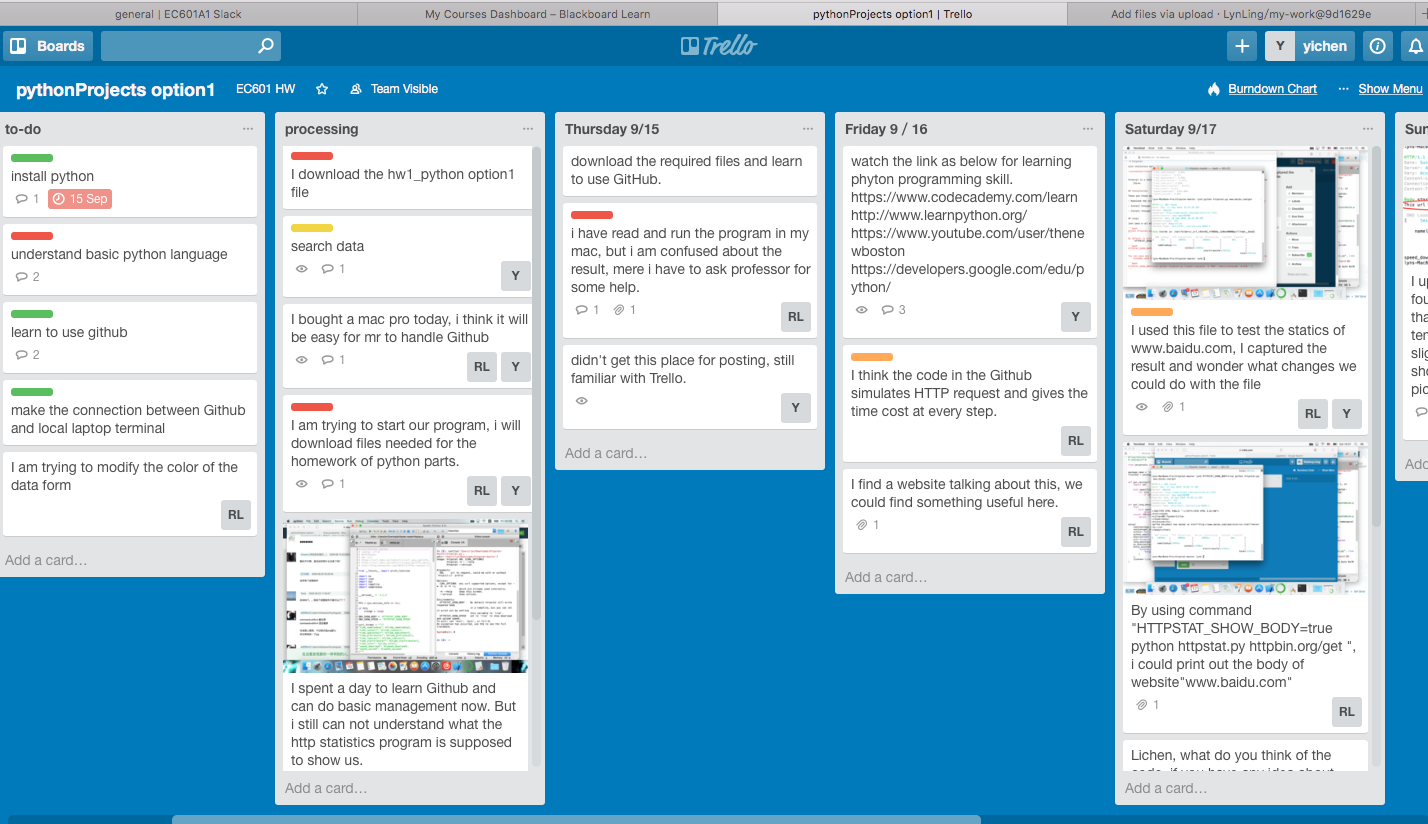 general | EC601A1 Slack
My Courses Dashboard – Blackboard Learn
pythonProjects option1 | Trello
Add files via upload · LynLing/my-work@9d1629e
Boards
Trello
Y yichen
pythonProjects option1
EC601 HW
Team Visible
Burndown Chart
··· Show Menu
to-do
install python
1
15 Sep
understand basic python language
2
learn to use github
2
make the connection between Github
and local laptop terminal
I am trying to modify the color of the
data form
RL
Add a card…
processing
I download the hw1_python option1
file
search data
1
Y
I bought a mac pro today, i think it will
be easy for mr to handle Github
1
RL Y
I am trying to start our program, i will
download files needed for the
homework of python parts.
1
RL Y
I spent a day to learn Github and
can do basic management now. But
i still can not understand what the
http statistics program is supposed
to show us.
Add a card…
Thursday 9/15
download the required files and learn
to use GitHub.
i have read and run the program in my
mac, but i am confused about the
result, mere i have to ask professor for
some help.
1 1
RL
didn't get this place for posting, still
familiar with Trello.
Y
Add a card…
Friday 9 / 16
watch the link as below for learning
phyton programming skill.
https://www.codecademy.com/learn
http://www.learnpython.org/
https://www.youtube.com/user/thene
wboston
https://developers.google.com/edu/p
ython/
3
Y
I think the code in the Github
simulates HTTP request and gives the
time cost at every step.
RL
I find a website talking about this, we
could find something useful here.
1
RL
Add a card…
Saturday 9/17
I used this file to test the statics of
www.baidu.com, I captured the
result and wonder what changes we
could do with the file
1
RL Y
By using command
"HTTPSTAT_SHOW_BODY=true
python httpstat.py httpbin.org/get ",
i could print out the body of
website"www.baidu.com"
1
RL
Lichen, what do you think of the
Add a card…
Sun
I up
fou
tha
ten
slig
sho
pic
Add